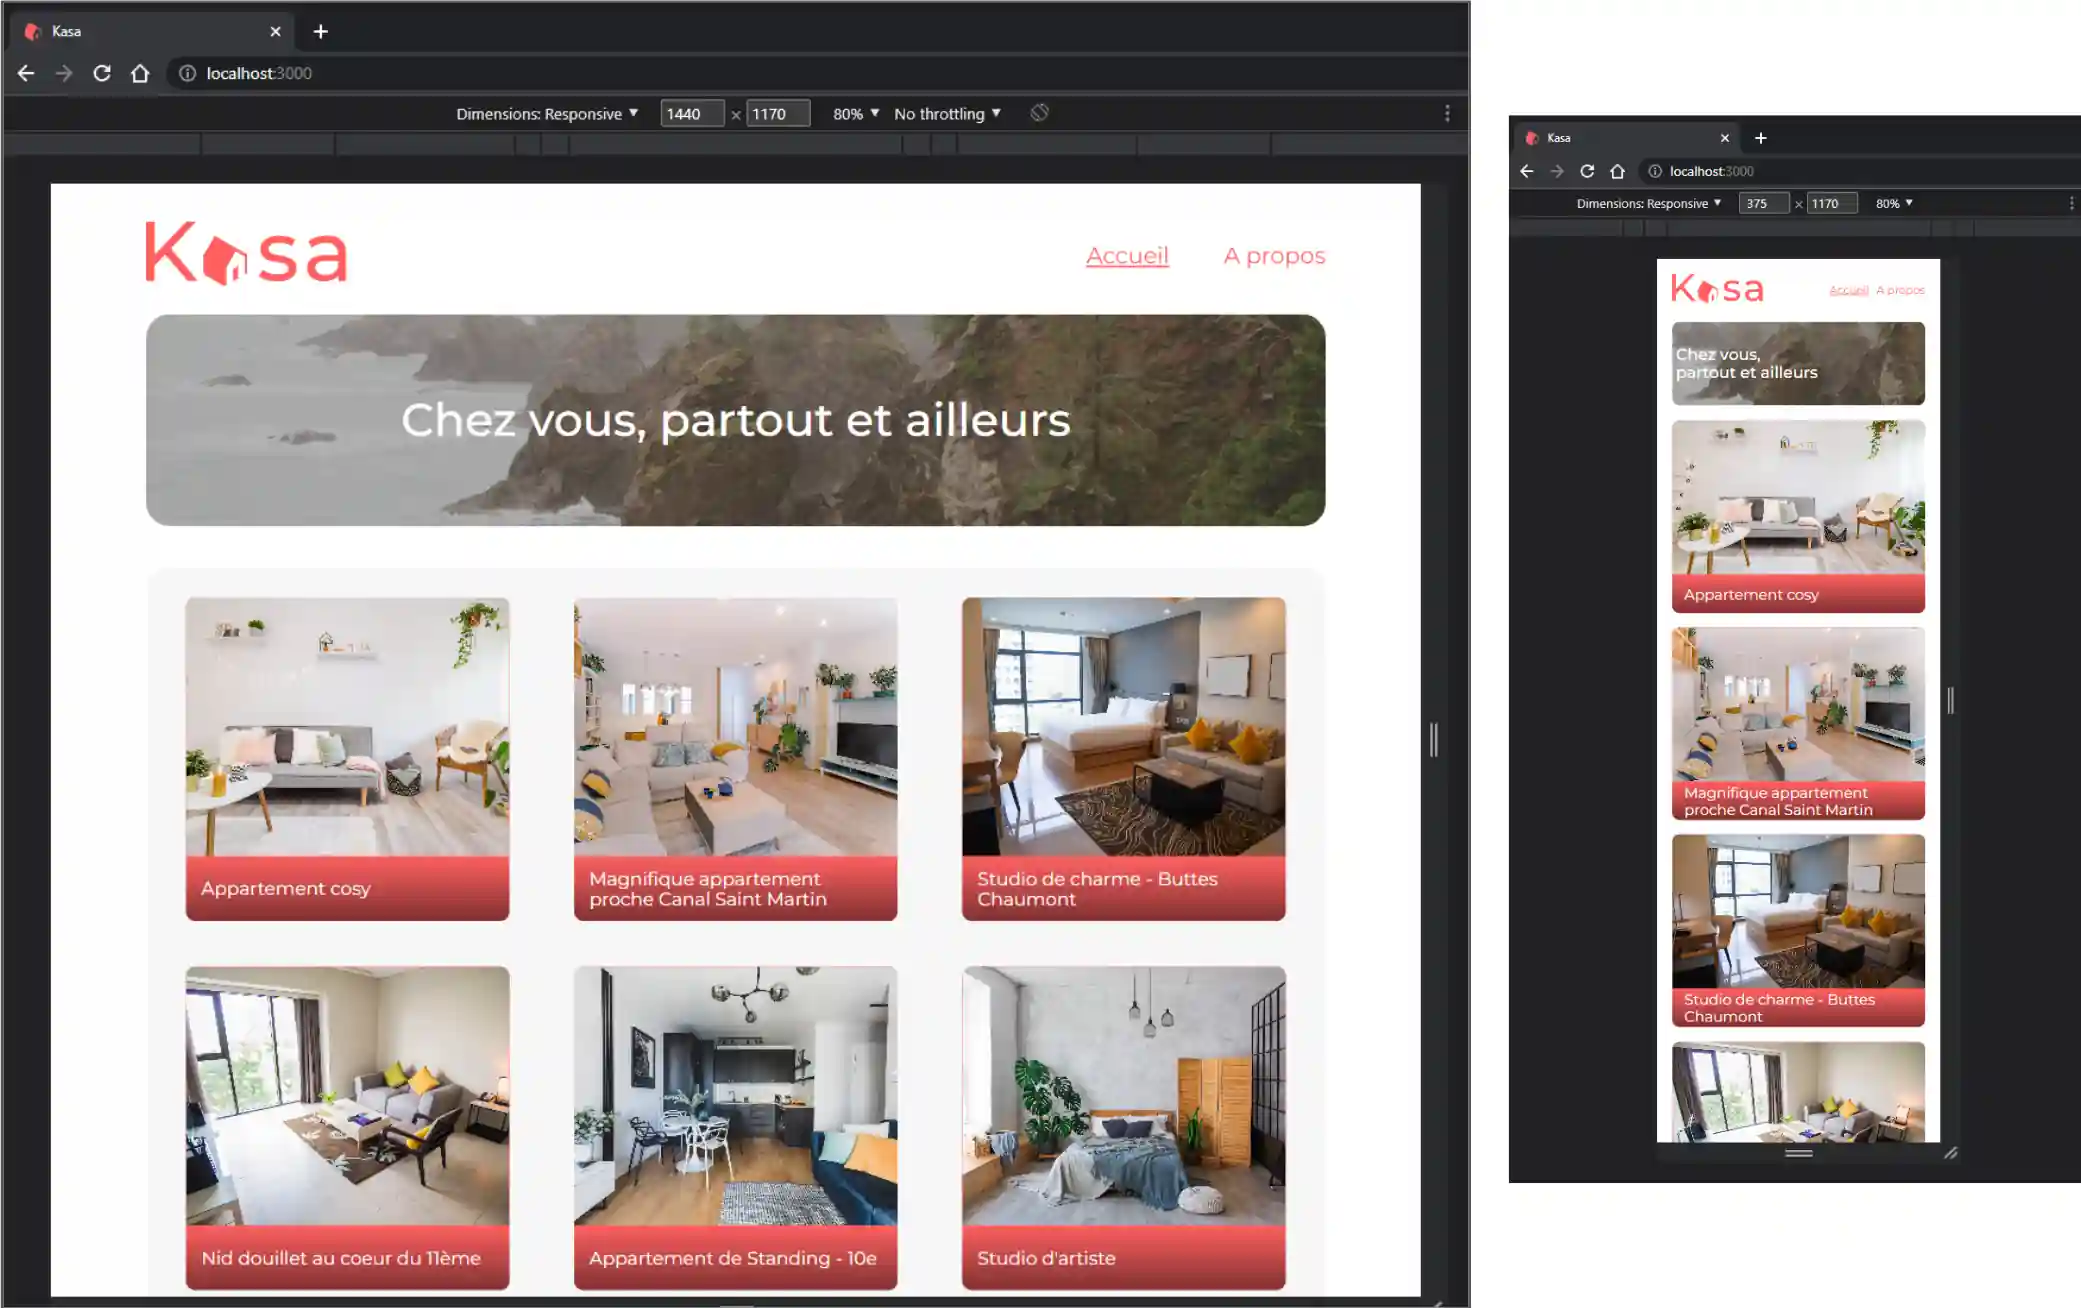 Kasa
localhost:3000
Dimensions: Responsive
1440 × 1170
80%
No throttling
Kasa
Accueil
A propos
Chez vous, partout et ailleurs
Appartement cosy
Magnifique appartement
proche Canal Saint Martin
Studio de charme - Buttes
Chaumont
Nid douillet au coeur du 11ème
Appartement de Standing - 10e
Studio d'artiste
Kasa
localhost:3000
Dimensions: Responsive
375 × 1170
80%
Kasa
Accueil
A propos
Chez vous,
partout et ailleurs
Appartement cosy
Magnifique appartement
proche Canal Saint Martin
Studio de charme - Buttes
Chaumont